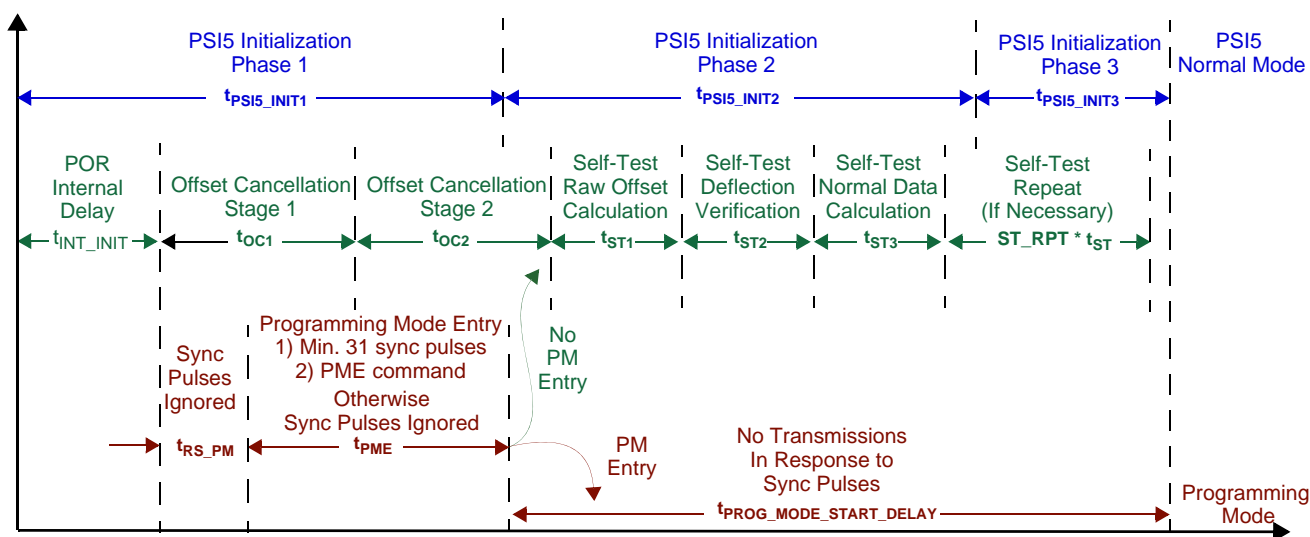 PSI5 Initialization
Phase 1
tPSI5_INIT1
PSI5 Initialization
Phase 2
tPSI5_INIT2
PSI5 Initialization
Phase 3
tPSI5_INIT3
PSI5
Normal Mode
POR
Internal
Delay
tINT_INIT
Offset Cancellation
Stage 1
tOC1
Offset Cancellation
Stage 2
tOC2
Self-Test
Raw Offset
Calculation
tST1
Self-Test
Deflection
Verification
tST2
Self-Test
Normal Data
Calculation
tST3
Self-Test
Repeat
(If Necessary)
ST_RPT * tST
Sync
Pulses
Ignored
tRS_PM
Programming Mode Entry
1) Min. 31 sync pulses
2) PME command
Otherwise
Sync Pulses Ignored
tPME
No
PM
Entry
PM
Entry
No Transmissions
In Response to
Sync Pulses
tPROG_MODE_START_DELAY
Programming
Mode